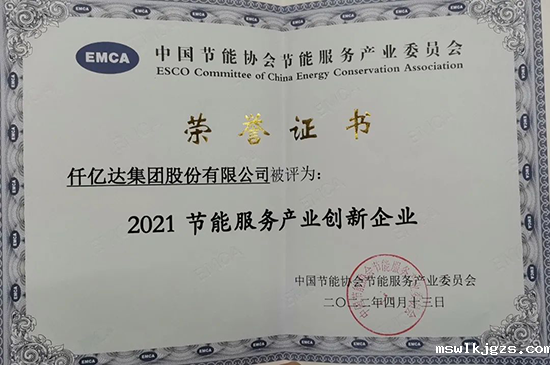 EMCA 中国节能协会节能服务产业委员会
ESCO Committee of China Energy Conservation Association
荣誉证书
仟亿达集团股份有限公司被评为：
2021 节能服务产业创新企业
中国节能协会节能服务产业委员会
二〇二二年四月十三日
EMCA
EMCA
www.mswlkjgzs.com